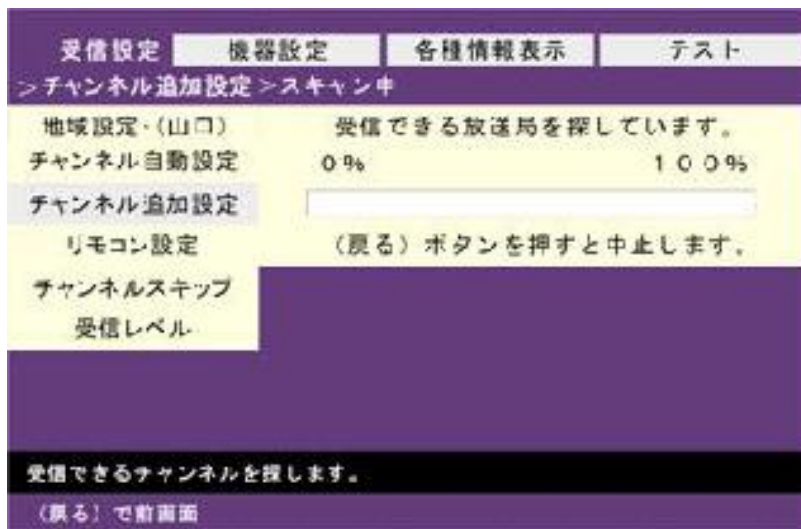 受信設定 機器設定 各種情報表示 テスト
>チャンネル追加設定>スキャン中
地域設定・(山口)
チャンネル自動設定
チャンネル追加設定
リモコン設定
チャンネルスキップ
受信レベル
受信できる放送局を探しています。
0% 100%
(戻る)ボタンを押すと中止します。
受信できるチャンネルを探します。
(戻る)で前画面